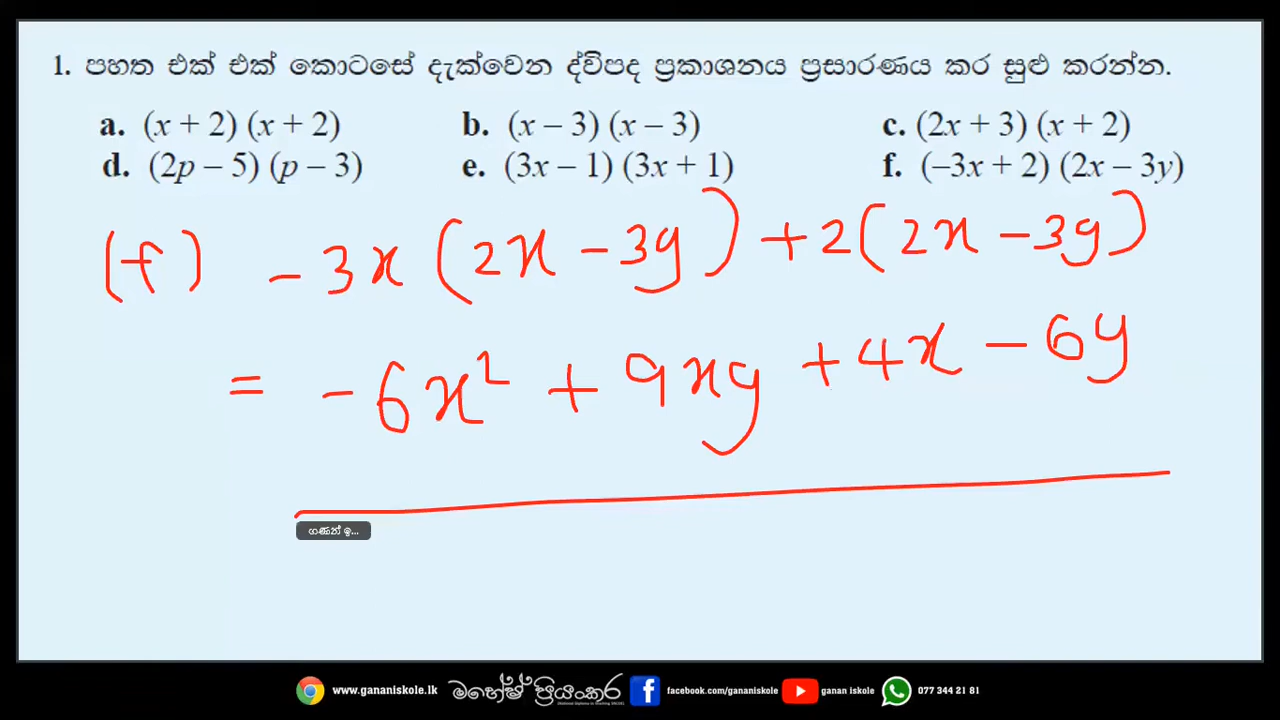 1. පහත එක් එක් කොටසේ දැක්වෙන ද්විපද ප්‍රකාශනය ප්‍රසාරණය කර සුළු කරන්න.
a. (x + 2) (x + 2) b. (x – 3) (x – 3) c. (2x + 3) (x + 2)
d. (2p – 5) (p – 3) e. (3x – 1) (3x + 1) f. (–3x + 2) (2x – 3y)
(f) - 3x (2x - 3y) + 2 (2x - 3y)
= - 6x² + 9xy + 4x - 6y
ගණන් ඉ...
www.gananiskole.lk මහේෂ් ප්‍රියංකර facebook.com/gananiskole ganan iskole 077 344 21 81